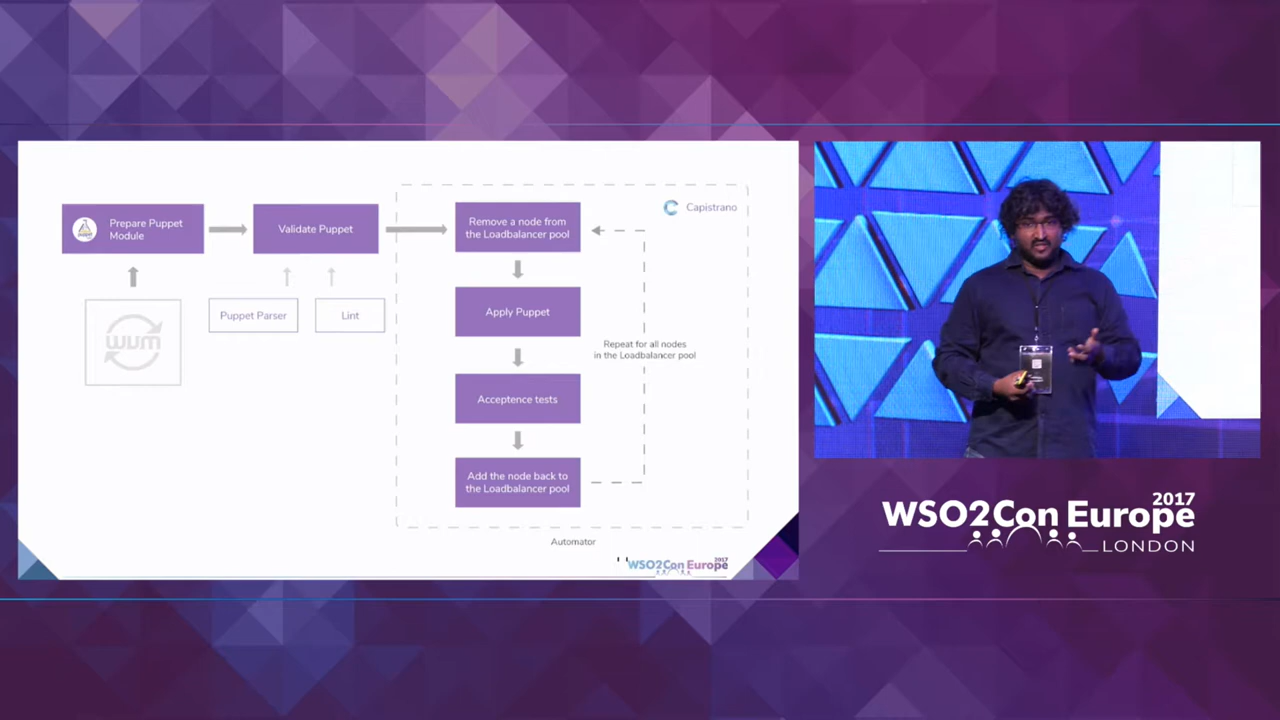 Prepare Puppet
Module
Validate Puppet
Remove a node from
the Loadbalancer pool
Capistrano
WUM
Puppet Parser
Lint
Apply Puppet
Repeat for all nodes
in the Loadbalancer pool
Acceptence tests
Add the node back to
the Loadbalancer pool
Automator
WSO2Con Europe
2017
WSO2Con Europe
2017
LONDON